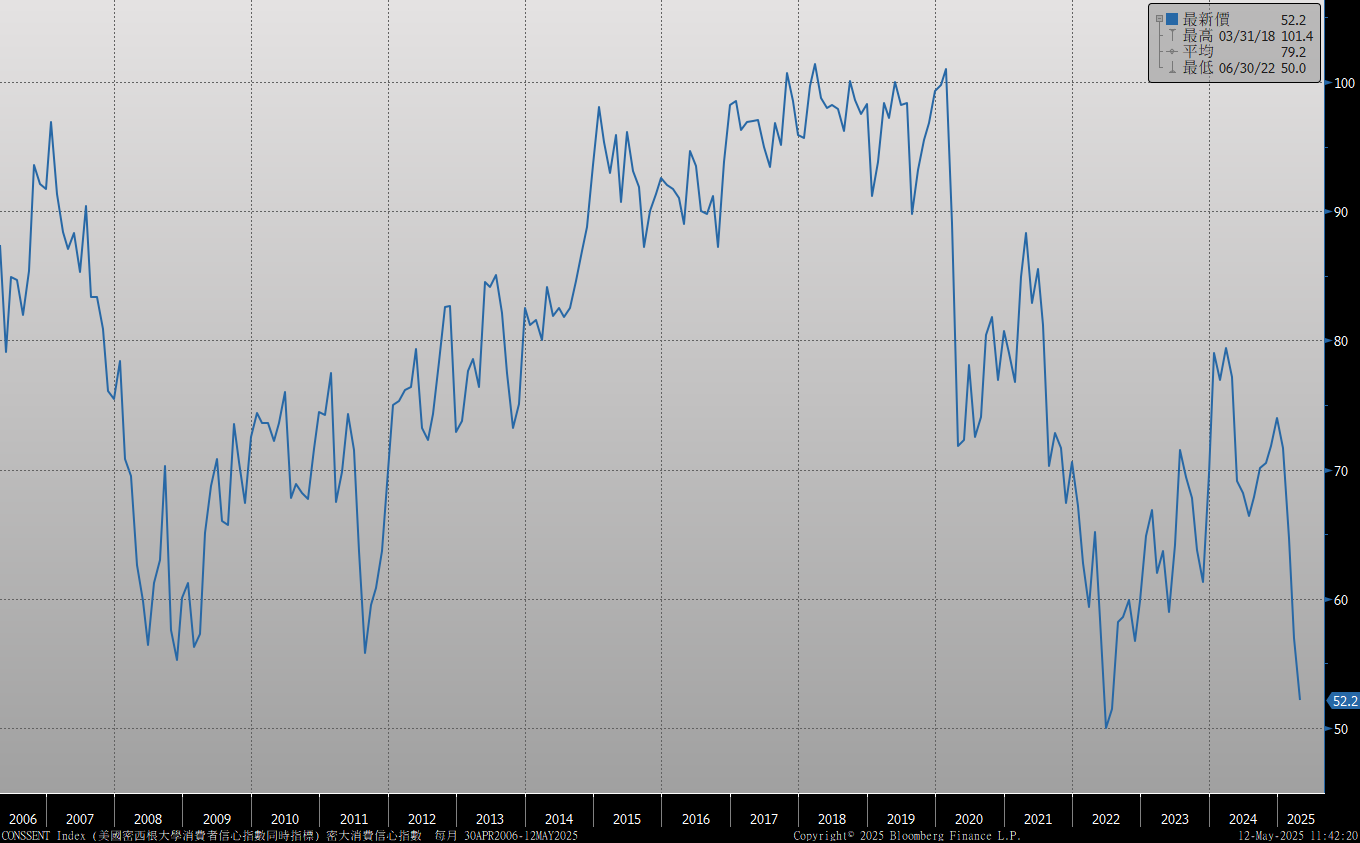 最新價 52.2
最高 03/31/18 101.4
平均 79.2
最低 06/30/22 50.0
100
90
80
70
60
52.2
50
2006 2007 2008 2009 2010 2011 2012 2013 2014 2015 2016 2017 2018 2019 2020 2021 2022 2023 2024 2025
CONSSENT Index (美國密西根大學消費者信心指數同時指標) 密大消費信心指數 每月 30APR2006-12MAY2025 Copyright© 2025 Bloomberg Finance L.P. 12-May-2025 11:42:20